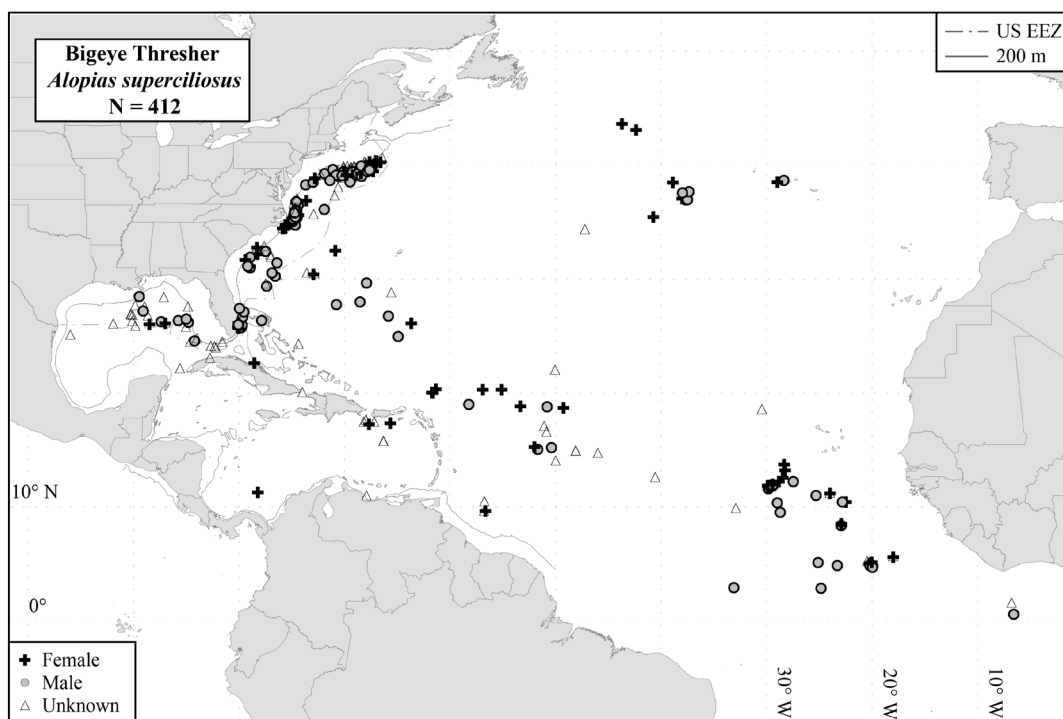 Bigeye Thresher
Alopias superciliosus
N = 412
US EEZ
200 m
10° N
0°
30° W
20° W
10° W
Female
Male
Unknown